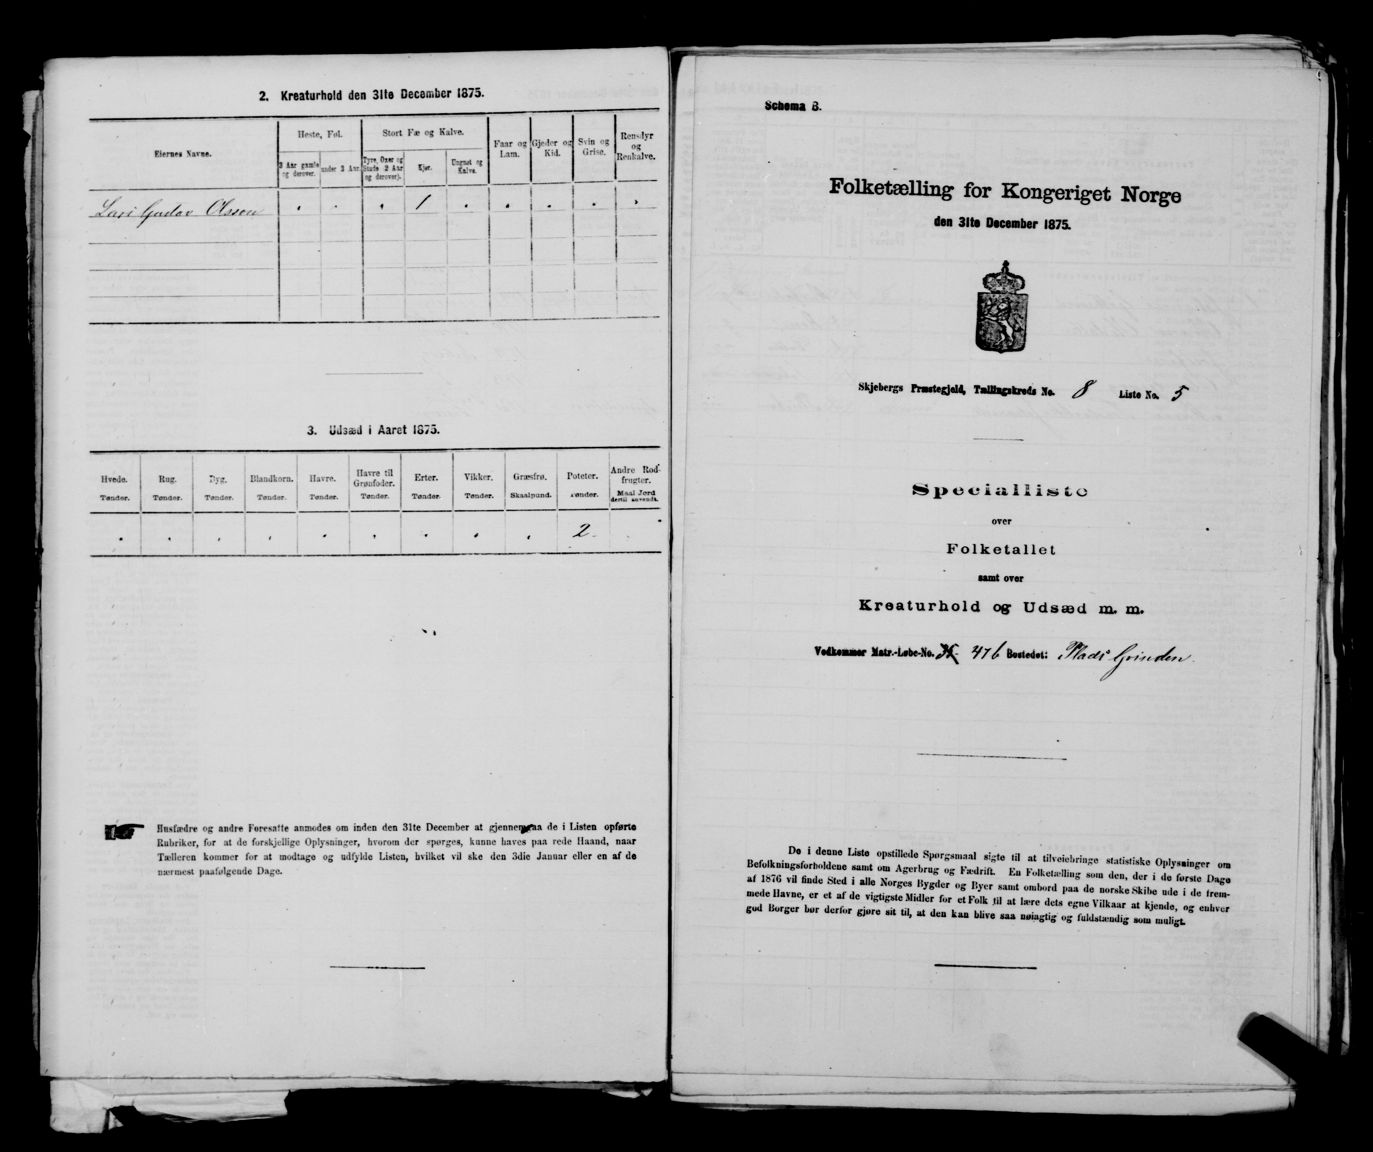 2. Kreaturhold den 31te December 1875.
Eiernes Navne.
Heste, Føl.
Stort Fæ og Kalve.
Faar og Lam.
Gjeder og Kid.
Svin og Grise.
Rensdyr og Renkalve.
3 Aar gamle og derover.
under 3 Aar.
Tyre, Oxer og Stude 2 Aar og derover).
Kjør.
Ungnøt og Kalve.
Lars Gustav Olsson . . . 1 . . . . .
3. Udsæd i Aaret 1875.
Hvede. Rug. Byg. Blandkorn. Havre. Havre til Grønfoder. Erter. Vikker. Græsfrø. Poteter. Andre Rodfrugter.
Tønder. Tønder. Tønder. Tønder. Tønder. Tønder. Tønder. Tønder. Skaalpund. Tønder. Maal Jord dertil anvendt.
. . . . . . . . . 2. .
Husfædre og andre Foresatte anmodes om inden den 31te December at gjennemgaa de i Listen opførte
Rubriker, for at de forskjellige Oplysninger, hvorom der spørges, kunne haves paa rede Haand, naar
Tælleren kommer for at modtage og udfylde Listen, hvilket vil ske den 3die Januar eller en af de
nærmest paafølgende Dage.
Schema B.
Folketælling for Kongeriget Norge
den 31te December 1875.
Skjebergs Præstegjeld, Tællingskreds No. 8 Liste No. 5
Specialliste
over
Folketallet
samt over
Kreaturhold og Udsæd m. m.
Vedkommer Matr.-Løbe-No. 47b Bostedet: Plads Grinden.
De i denne Liste opstillede Spørgsmaal sigte til at tilveiebringe statistiske Oplysninger om
Befolkningsforholdene samt om Agerbrug og Fædrift. En Folketælling som den, der i de første Dage
af 1876 vil finde Sted i alle Norges Bygder og Byer samt ombord paa de norske Skibe ude i de frem-
mede Havne, er et af de vigtigste Midler for et Folk til at lære dets egne Vilkaar at kjende, og enhver
god Borger bør derfor gjøre sit til, at den kan blive saa nøiagtig og fuldstændig som muligt.